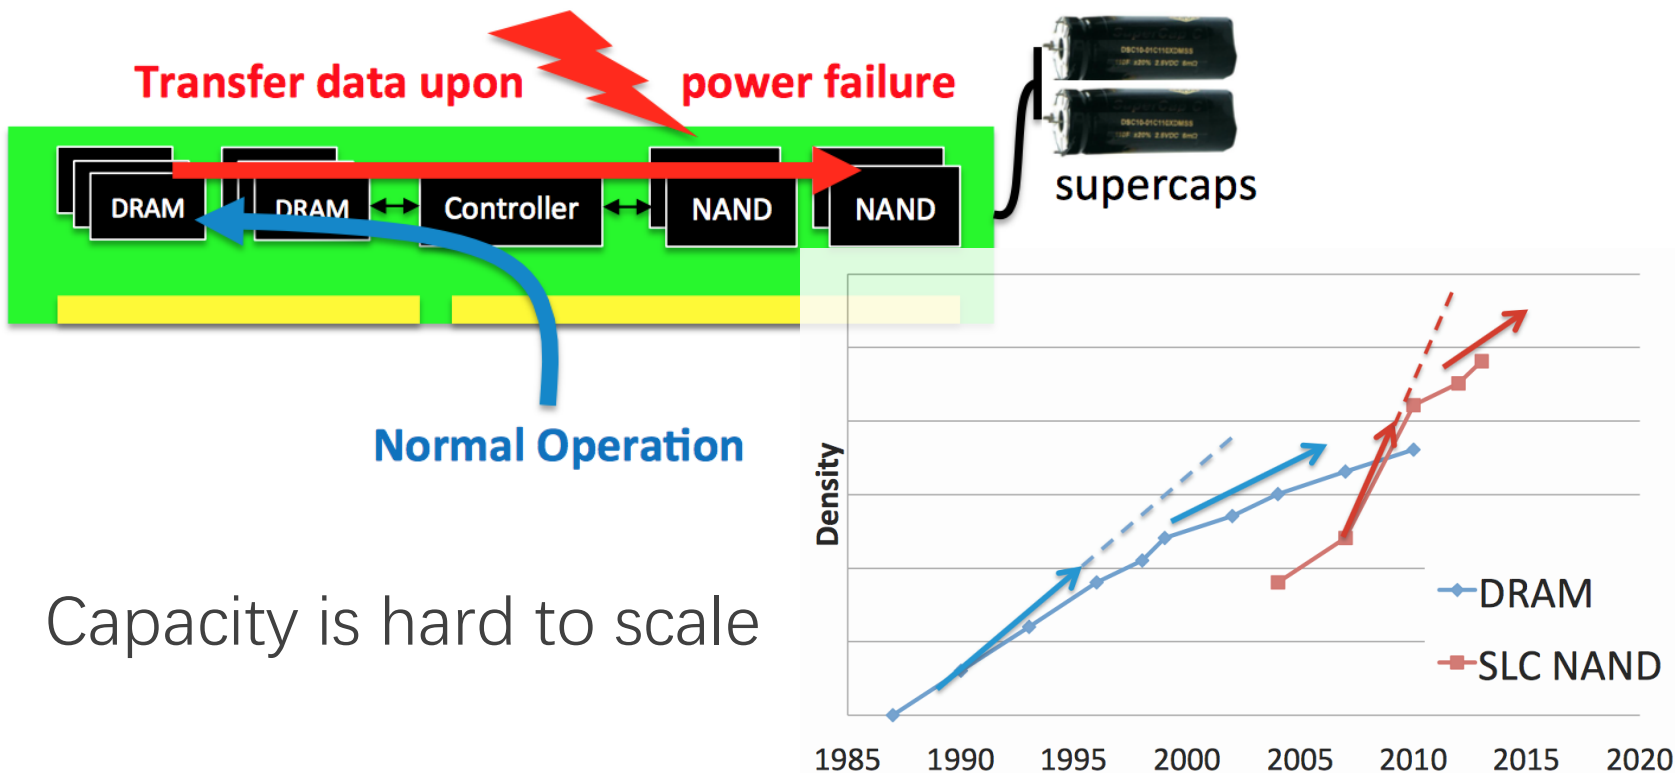 Transfer data upon power failure
DRAM
DRAM
Controller
NAND
NAND
supercaps
Normal Operation
Capacity is hard to scale
Density
DRAM
SLC NAND
1985 1990 1995 2000 2005 2010 2015 2020